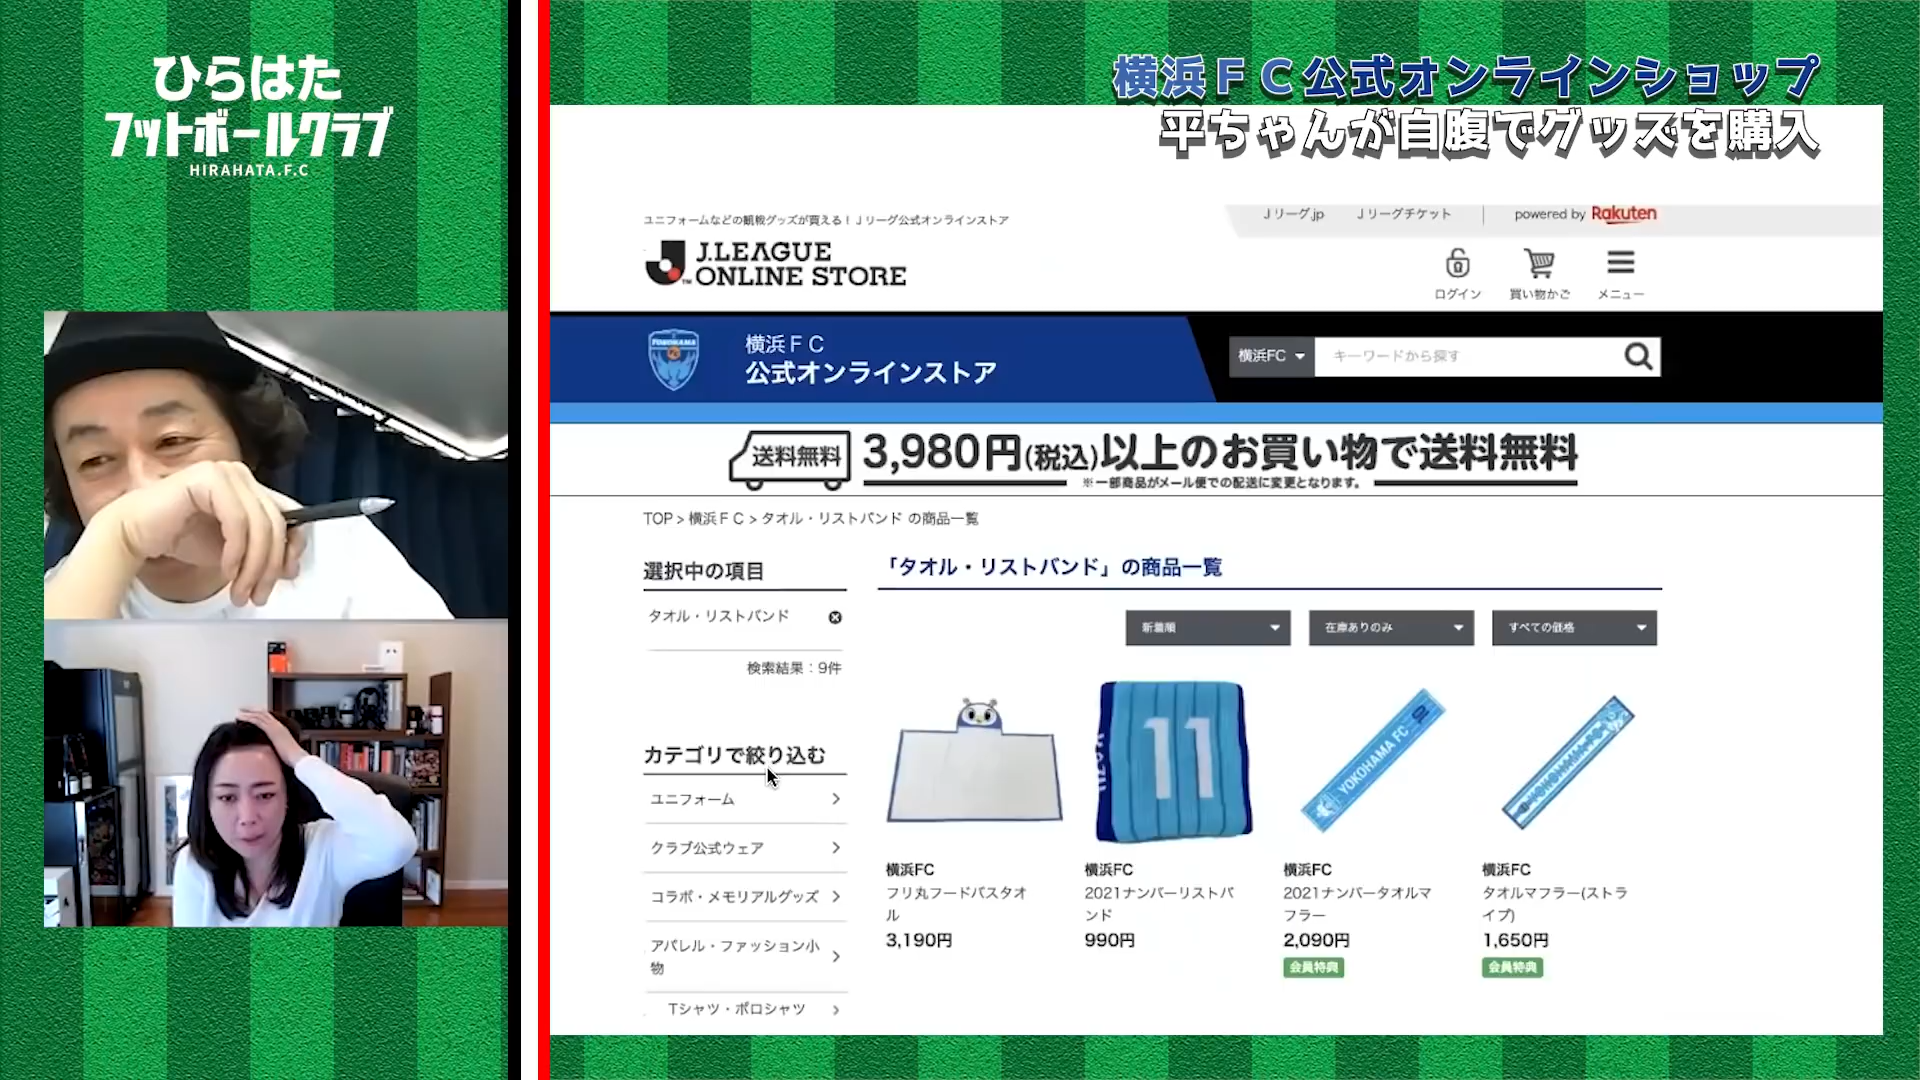 ひらはた
フットボールクラブ
HIRAHATA.F.C
横浜FC公式オンラインショップ
平ちゃんが自腹でグッズを購入
ユニフォームなどの観戦グッズが買える！Jリーグ公式オンラインストア
Jリーグ.jp Jリーグチケット powered by Rakuten
J.LEAGUE
ONLINE STORE
ログイン 買い物かご メニュー
YOKOHAMA
横浜FC
公式オンラインストア
横浜FC キーワードから探す
送料無料 3,980円(税込)以上のお買い物で送料無料
※一部商品がメール便での配送に変更となります。
TOP > 横浜FC > タオル・リストバンド の商品一覧
選択中の項目
タオル・リストバンド
検索結果：9件
カテゴリで絞り込む
ユニフォーム
クラブ公式ウェア
コラボ・メモリアルグッズ
アパレル・ファッション小
物
Tシャツ・ポロシャツ
「タオル・リストバンド」の商品一覧
新着順 在庫ありのみ すべての価格
11
YOKOHAMA FC
横浜FC
フリ丸フードバスタオ
ル
3,190円
横浜FC
2021ナンバーリストバ
ンド
990円
横浜FC
2021ナンバータオルマ
フラー
2,090円
会員特典
横浜FC
タオルマフラー(ストラ
イプ)
1,650円
会員特典